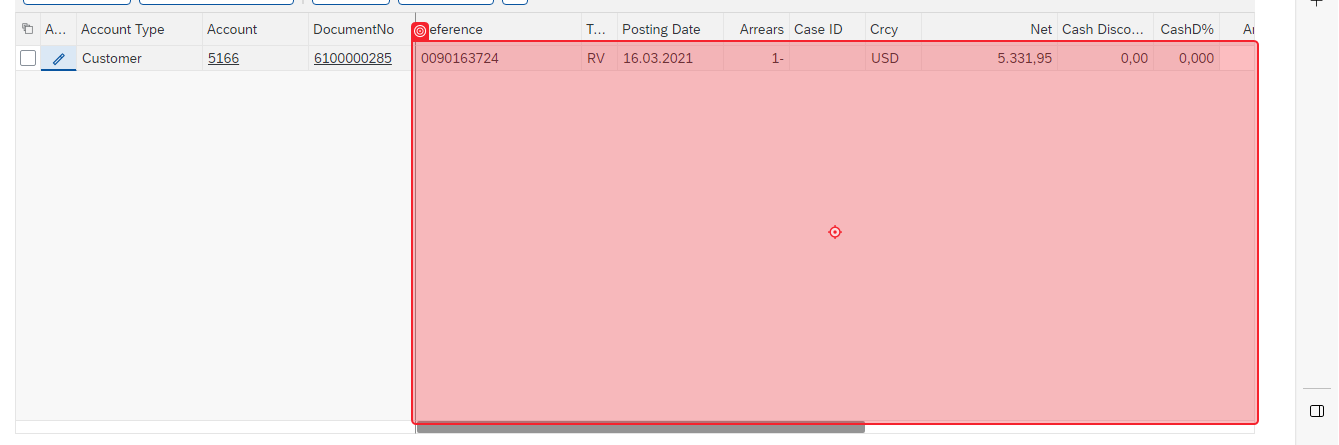 A... Account Type Account DocumentNo eference T... Posting Date Arrears Case ID Crcy Net Cash Disco... CashD% Ar
Customer 5166 6100000285 0090163724 RV 16.03.2021 1- USD 5.331,95 0,00 0,000